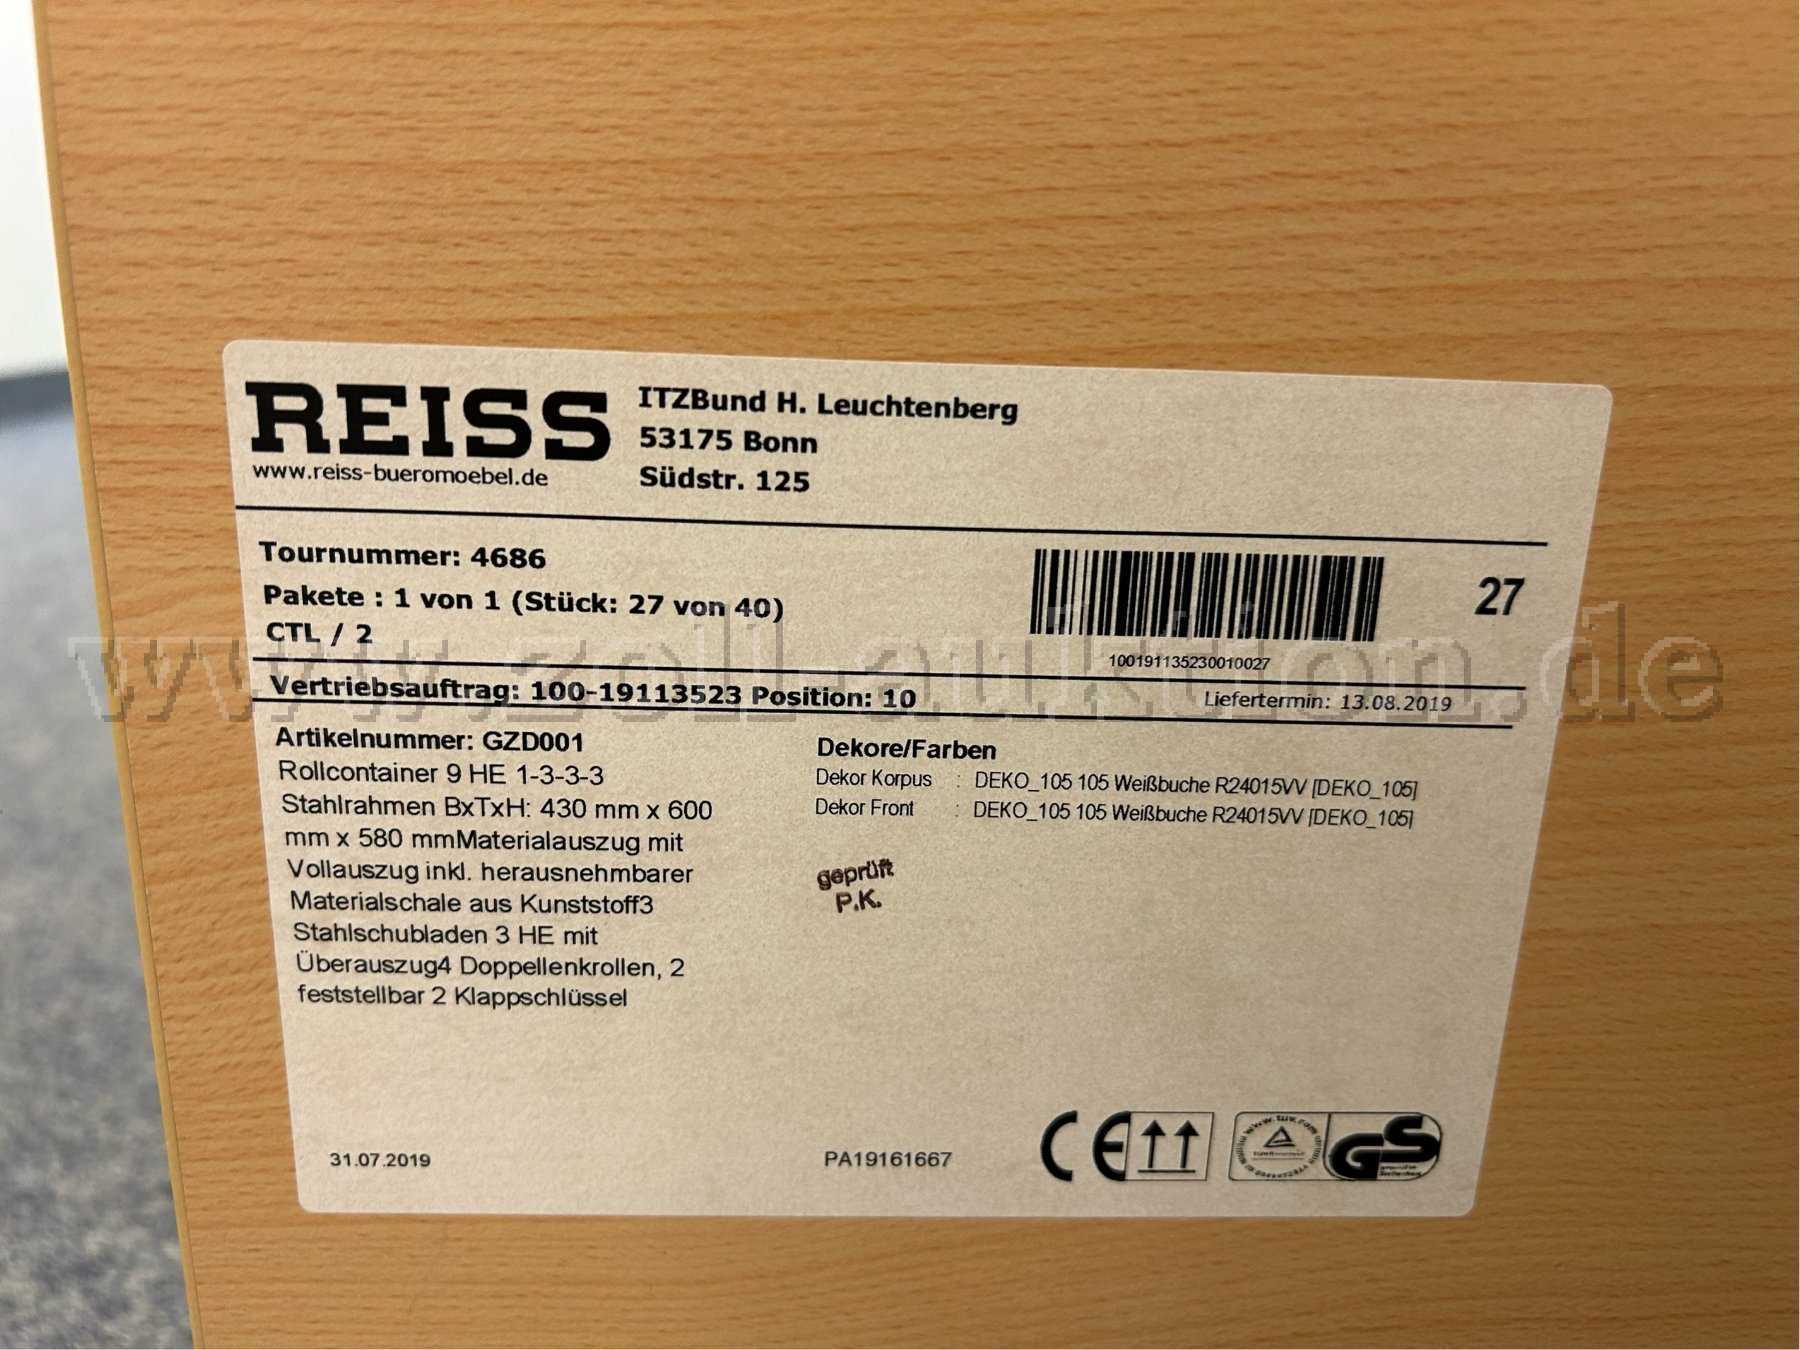 REISS
www.reiss-bueromoebel.de
ITZBund H. Leuchtenberg
53175 Bonn
Südstr. 125
Tournummer: 4686
Pakete : 1 von 1 (Stück: 27 von 40)
CTL / 2
100191135230010027
27
www.zoll-auktion.de
Vertriebsauftrag: 100-19113523 Position: 10
Liefertermin: 13.08.2019
Artikelnummer: GZD001
Rollcontainer 9 HE 1-3-3-3
Stahlrahmen BxTxH: 430 mm x 600
mm x 580 mmMaterialauszug mit
Vollauszug inkl. herausnehmbarer
Materialschale aus Kunststoff3
Stahlschubladen 3 HE mit
Überauszug4 Doppellenkrollen, 2
feststellbar 2 Klappschlüssel
Dekore/Farben
Dekor Korpus : DEKO_105 105 Weißbuche R24015VV [DEKO_105]
Dekor Front : DEKO_105 105 Weißbuche R24015VV [DEKO_105]
geprüft
P.K.
31.07.2019
PA19161667
CE
www.tuv.com
GS